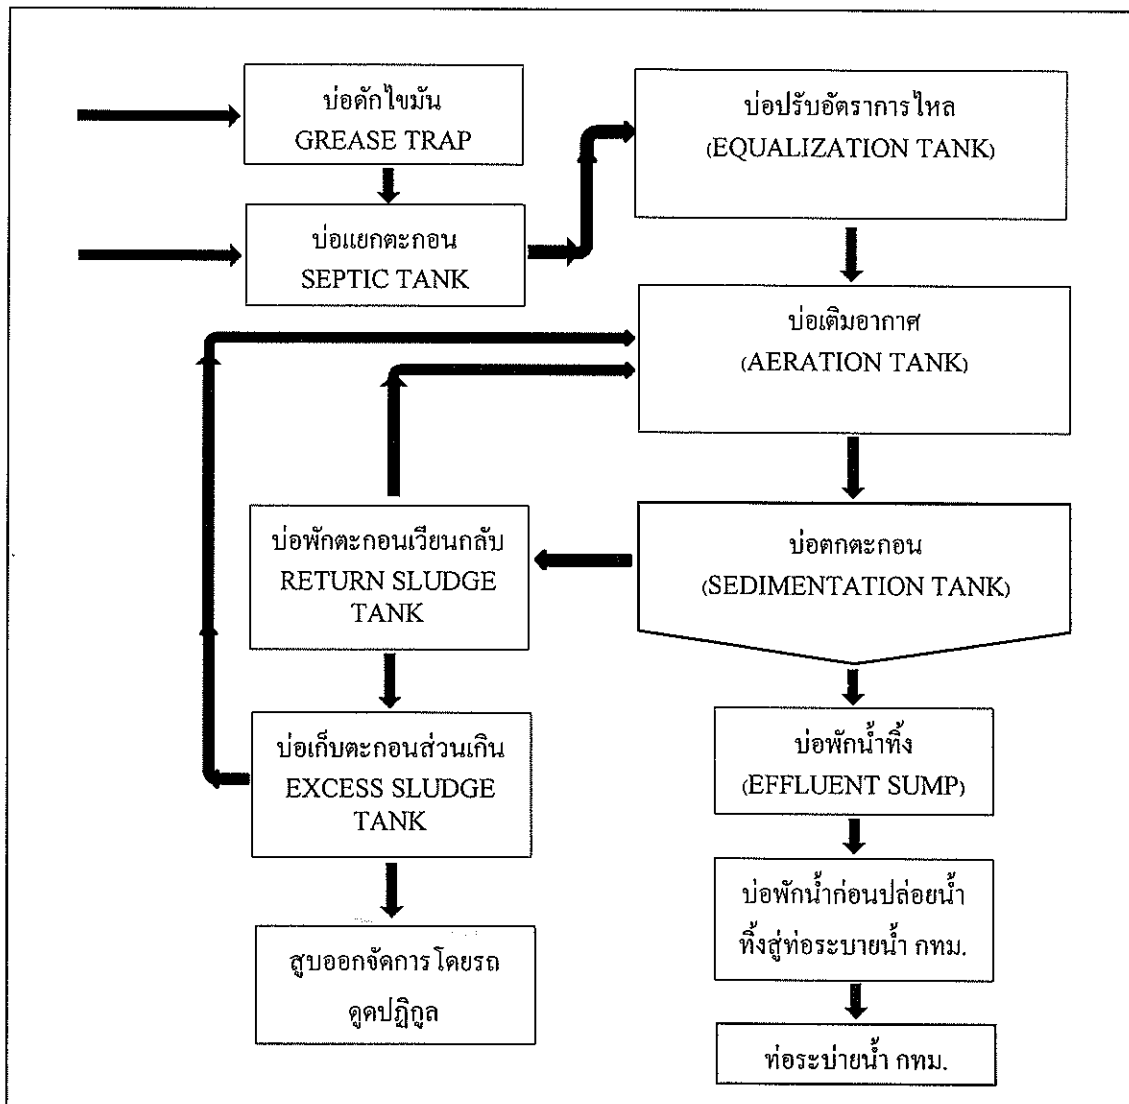 บ่อดักไขมัน
GREASE TRAP
บ่อแยกตะกอน
SEPTIC TANK
บ่อปรับอัตราการไหล
(EQUALIZATION TANK)
บ่อเติมอากาศ
(AERATION TANK)
บ่อตกตะกอน
(SEDIMENTATION TANK)
บ่อพักตะกอนเวียนกลับ
RETURN SLUDGE
TANK
บ่อเก็บตะกอนส่วนเกิน
EXCESS SLUDGE
TANK
สูบออกจัดการโดยรถ
ดูดปฏิกูล
บ่อพักน้ำทิ้ง
(EFFLUENT SUMP)
บ่อพักน้ำก่อนปล่อยน้ำ
ทิ้งสู่ท่อระบายน้ำ กทม.
ท่อระบ่ายน้ำ กทม.